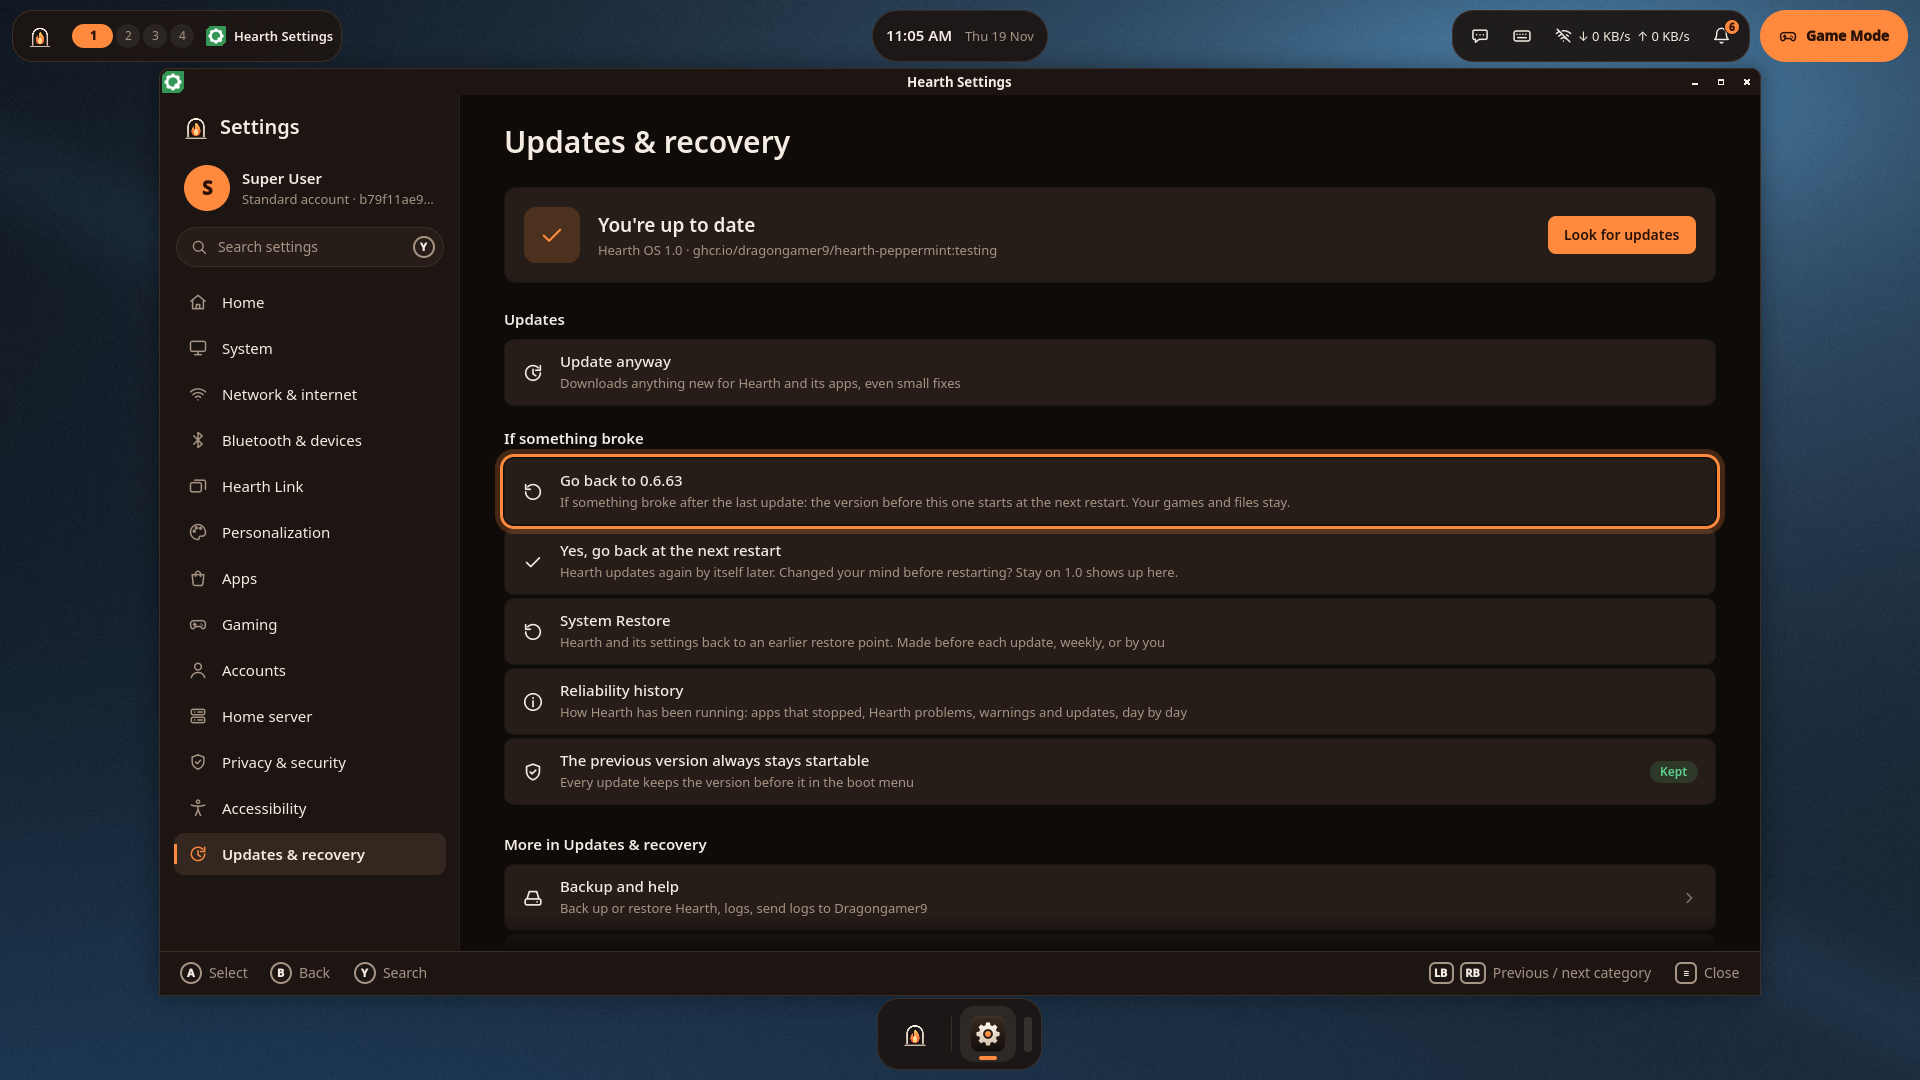 1 2 3 4 Hearth Settings
11:05 AM Thu 19 Nov
↓ 0 KB/s ↑ 0 KB/s 6
Game Mode
Hearth Settings
Settings
S
Super User
Standard account · b79f11ae9...
Search settings Y
Home
System
Network & internet
Bluetooth & devices
Hearth Link
Personalization
Apps
Gaming
Accounts
Home server
Privacy & security
Accessibility
Updates & recovery
Updates & recovery
You're up to date
Hearth OS 1.0 · ghcr.io/dragongamer9/hearth-peppermint:testing
Look for updates
Updates
Update anyway
Downloads anything new for Hearth and its apps, even small fixes
If something broke
Go back to 0.6.63
If something broke after the last update: the version before this one starts at the next restart. Your games and files stay.
Yes, go back at the next restart
Hearth updates again by itself later. Changed your mind before restarting? Stay on 1.0 shows up here.
System Restore
Hearth and its settings back to an earlier restore point. Made before each update, weekly, or by you
Reliability history
How Hearth has been running: apps that stopped, Hearth problems, warnings and updates, day by day
The previous version always stays startable
Every update keeps the version before it in the boot menu
Kept
More in Updates & recovery
Backup and help
Back up or restore Hearth, logs, send logs to Dragongamer9
A Select B Back Y Search
LB RB Previous / next category ≡ Close